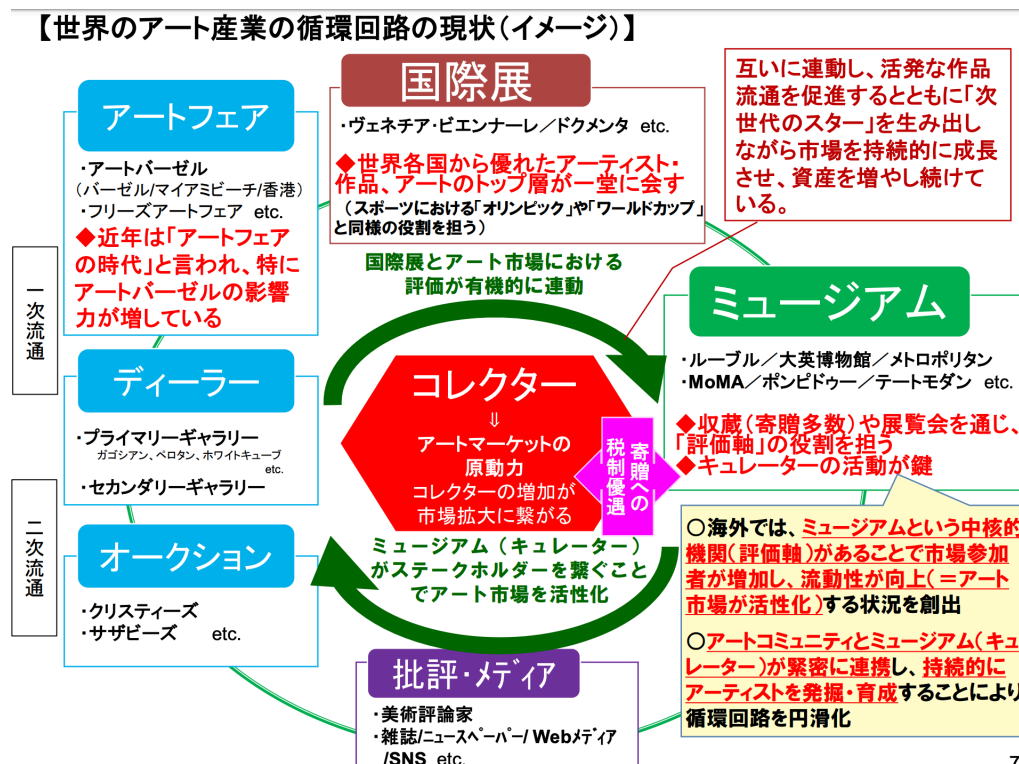 【世界のアート産業の循環回路の現状(イメージ)】
国際展
・ヴェネチア・ビエンナーレ／ドクメンタ etc.
◆世界各国から優れたアーティスト・
作品、アートのトップ層が一堂に会す
(スポーツにおける「オリンピック」や「ワールドカップ」
と同様の役割を担う)
互いに連動し、活発な作品
流通を促進するとともに「次
世代のスター」を生み出し
ながら市場を持続的に成長
させ、資産を増やし続けて
いる。
アートフェア
・アートバーゼル
(バーゼル/マイアミビーチ/香港)
・フリーズアートフェア etc.
◆近年は「アートフェア
の時代」と言われ、特に
アートバーゼルの影響
力が増している
一次流通
国際展とアート市場における
評価が有機的に連動
ミュージアム
・ルーブル／大英博物館／メトロポリタン
・MoMA／ポンピドゥー／テートモダン etc.
◆収蔵(寄贈多数)や展覧会を通じ、
「評価軸」の役割を担う
◆キュレーターの活動が鍵
ディーラー
・プライマリーギャラリー
ガゴシアン、ペロタン、ホワイトキューブ
etc.
・セカンダリーギャラリー
コレクター
⇓
アートマーケットの
原動力
コレクターの増加が
市場拡大に繋がる
寄贈への
税制優遇
二次流通
オークション
・クリスティーズ
・サザビーズ etc.
ミュージアム(キュレーター)
がステークホルダーを繋ぐこと
でアート市場を活性化
〇海外では、ミュージアムという中核的
機関(評価軸)があることで市場参加
者が増加し、流動性が向上(＝アート
市場が活性化)する状況を創出
〇アートコミュニティとミュージアム(キュ
レーター)が緊密に連携し、持続的に
アーティストを発掘・育成することにより
循環回路を円滑化
批評・メディア
・美術評論家
・雑誌/ニュースペーパー/ Webメディア
/SNS etc.
7